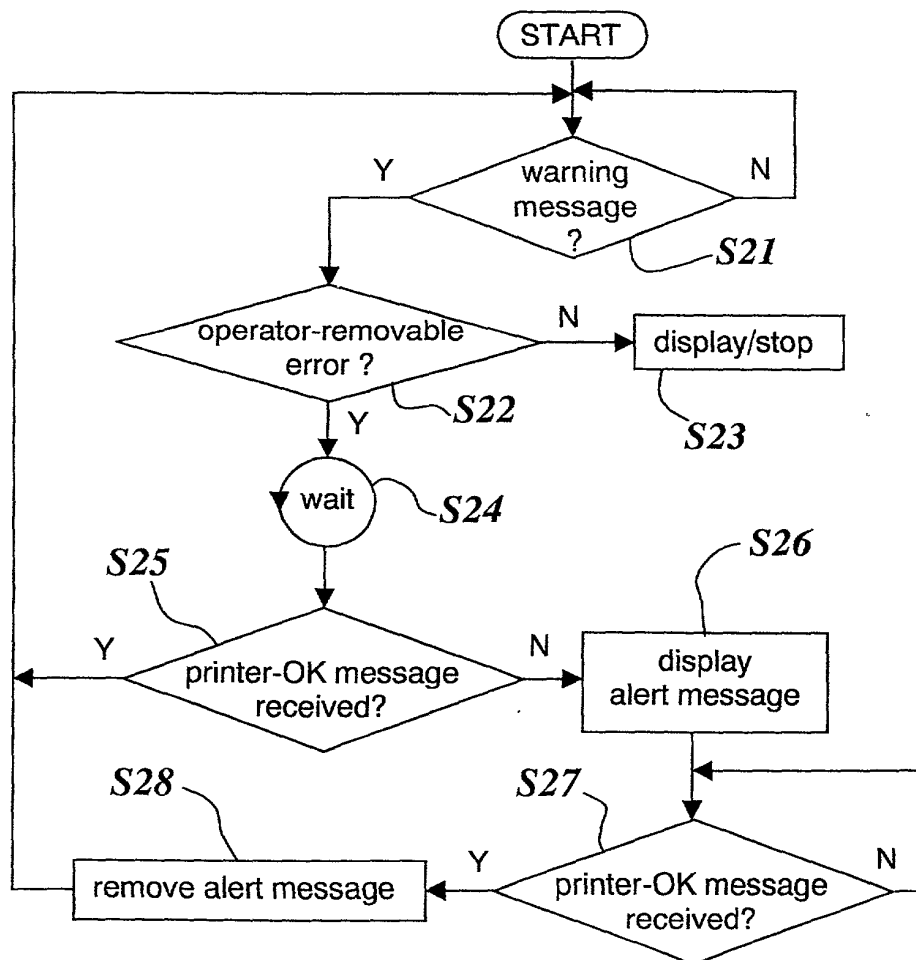 START
Y
warning
message
?
N
S21
operator-removable
error ?
N
display/stop
S22
S23
Y
wait
S24
S25
S26
Y
printer-OK message
received?
N
display
alert message
S28
S27
remove alert message
Y
printer-OK message
received?
N